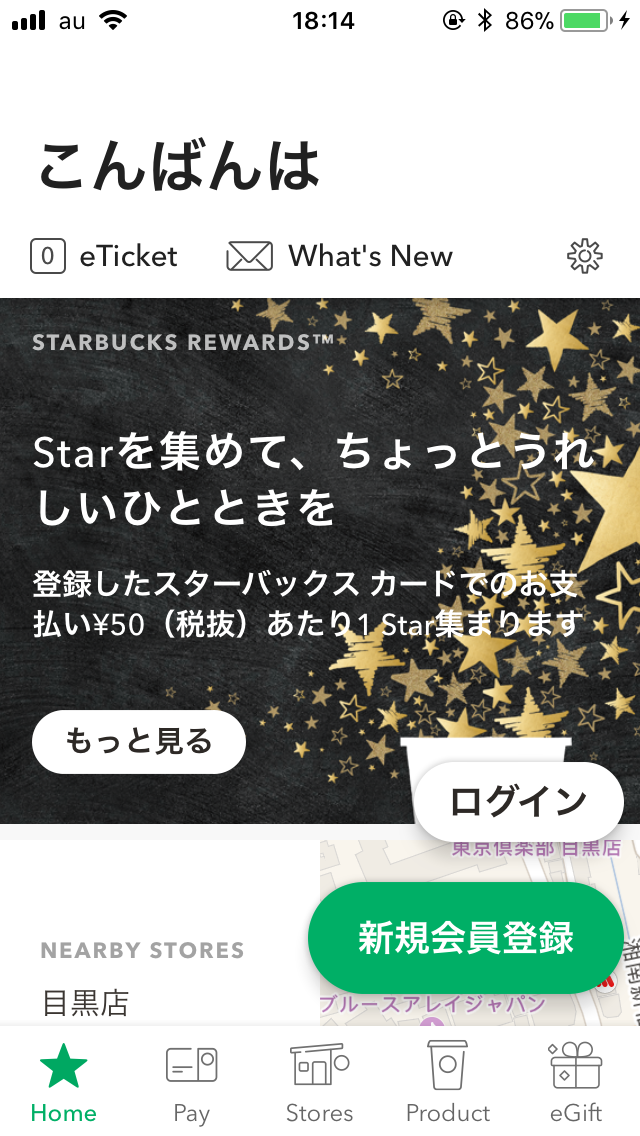 au 18:14 86%
こんばんは
0 eTicket What's New
STARBUCKS REWARDS™
Starを集めて、ちょっとうれ
しいひとときを
登録したスターバックス カードでのお支
払い¥50（税抜）あたり1 Star集まります
もっと見る
ログイン
東京倶楽部 目黒店
新規会員登録
NEARBY STORES
目黒店
ブルースアレイジャパン
Home Pay Stores Product eGift